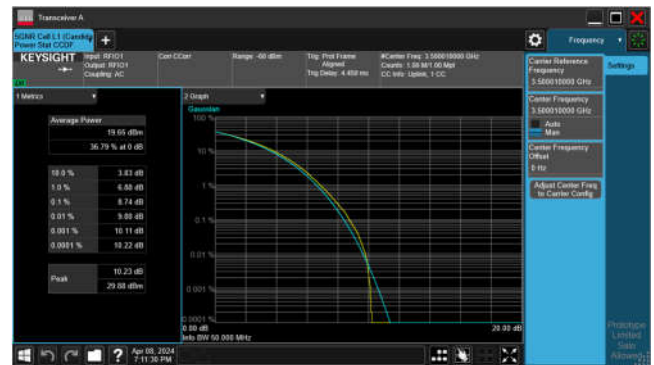 Transceiver A
5GNR Cell L1 (Candida
Power Stat CCDF
Frequency
KEYSIGHT
Input: RFIO1
Output: RFIO1
Coupling: AC
Corr CCorr
Range: -60 dBm
Trig: Prot Frame
Aligned
Trig Delay: 4.450 ms
#Center Freq: 3.500010000 GHz
Counts: 1.00 M/1.00 Mpt
CC Info: Uplink, 1 CC
1 Metrics
Average Power
19.65 dBm
36.79 % at 0 dB
10.0 %
3.83 dB
1.0 %
6.88 dB
0.1 %
8.74 dB
0.01 %
9.80 dB
0.001 %
10.11 dB
0.0001 %
10.22 dB
Peak
10.23 dB
29.88 dBm
2 Graph
Gaussian
100 %
10 %
1 %
0.1 %
0.01 %
0.001 %
0.0001 %
0.00 dB
20.00 dB
Info BW 50.000 MHz
Carrier Reference
Frequency
3.500010000 GHz
Settings
Center Frequency
3.500010000 GHz
Auto
Man
Center Frequency
Offset
0 Hz
Adjust Center Freq
to Carrier Config
Prototype
Limited
Allowed
Apr 08, 2024
7:11:30 PM